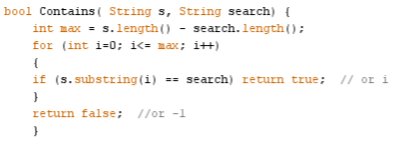 bool Contains( String s, String search) {
int max = s.length() - search.length();
for (int i=0; i<= max; i++)
{
if (s.substring(i) == search) return true;  // or i
}
return false;  //or -1
}